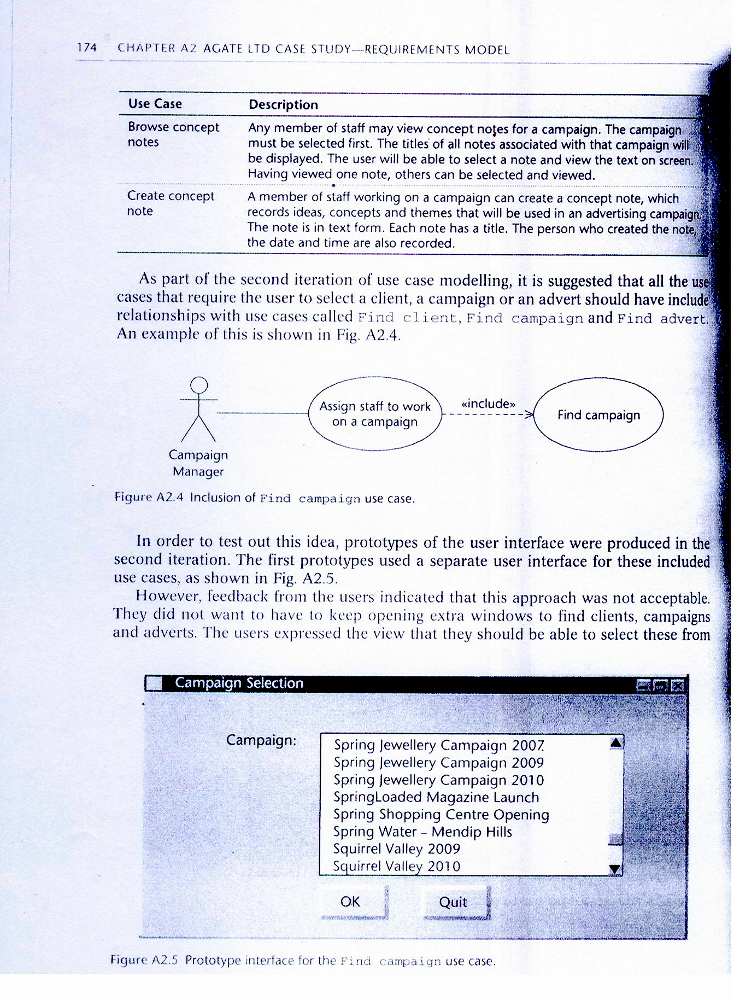 174 CHAPTER A2 AGATE LTD CASE STUDY—REQUIREMENTS MODEL
Use Case Description
Browse concept notes
Any member of staff may view concept notes for a campaign. The campaign
must be selected first. The titles of all notes associated with that campaign will
be displayed. The user will be able to select a note and view the text on screen.
Having viewed one note, others can be selected and viewed.
Create concept note
A member of staff working on a campaign can create a concept note, which
records ideas, concepts and themes that will be used in an advertising campaign.
The note is in text form. Each note has a title. The person who created the note,
the date and time are also recorded.
As part of the second iteration of use case modelling, it is suggested that all the use
cases that require the user to select a client, a campaign or an advert should have include
relationships with use cases called Find client, Find campaign and Find advert.
An example of this is shown in Fig. A2.4.
Assign staff to work
on a campaign
«include»
Find campaign
Campaign
Manager
Figure A2.4 Inclusion of Find campaign use case.
In order to test out this idea, prototypes of the user interface were produced in the
second iteration. The first prototypes used a separate user interface for these included
use cases, as shown in Fig. A2.5.
However, feedback from the users indicated that this approach was not acceptable.
They did not want to have to keep opening extra windows to find clients, campaigns
and adverts. The users expressed the view that they should be able to select these from
Campaign Selection
Campaign:
Spring Jewellery Campaign 2007
Spring Jewellery Campaign 2009
Spring Jewellery Campaign 2010
SpringLoaded Magazine Launch
Spring Shopping Centre Opening
Spring Water – Mendip Hills
Squirrel Valley 2009
Squirrel Valley 2010
OK Quit
Figure A2.5 Prototype interface for the Find campaign use case.